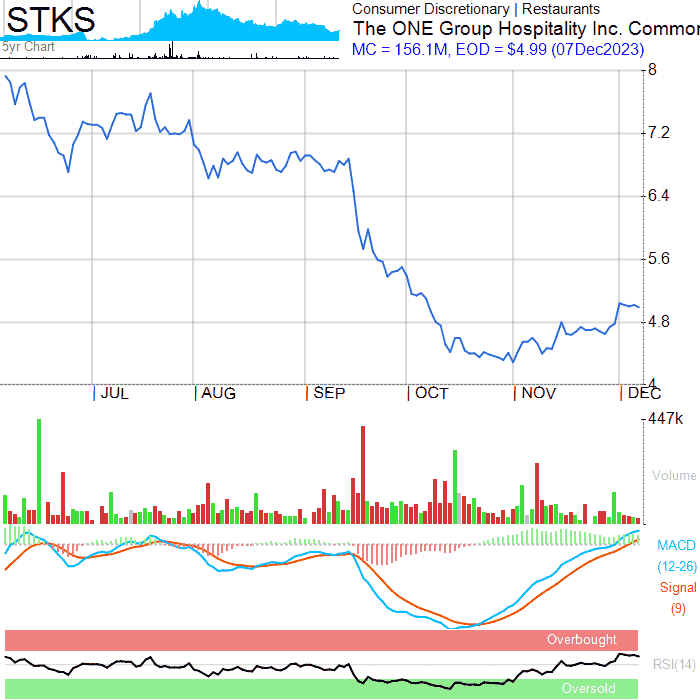 STKS
5yr Chart
Consumer Discretionary | Restaurants
The ONE Group Hospitality Inc. Common
MC = 156.1M, EOD = $4.99 (07Dec2023)
8
7.2
6.4
5.6
4.8
4
JUL AUG SEP OCT NOV DEC
447k
Volume
MACD
(12-26)
Signal
(9)
Overbought
RSI(14)
Oversold